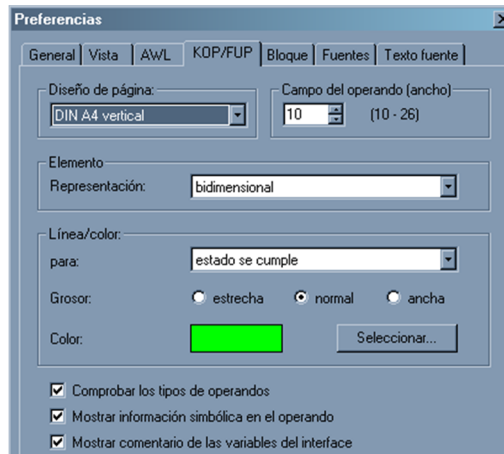 Preferencias
General Vista AWL KOP/FUP Bloque Fuentes Texto fuente
Diseño de página: Campo del operando (ancho)
DIN A4 vertical 10 (10 - 26)
Elemento
Representación: bidimensional
Línea/color:
para: estado se cumple
Grosor: estrecha normal ancha
Color: Seleccionar...
Comprobar los tipos de operandos
Mostrar información simbólica en el operando
Mostrar comentario de las variables del interface